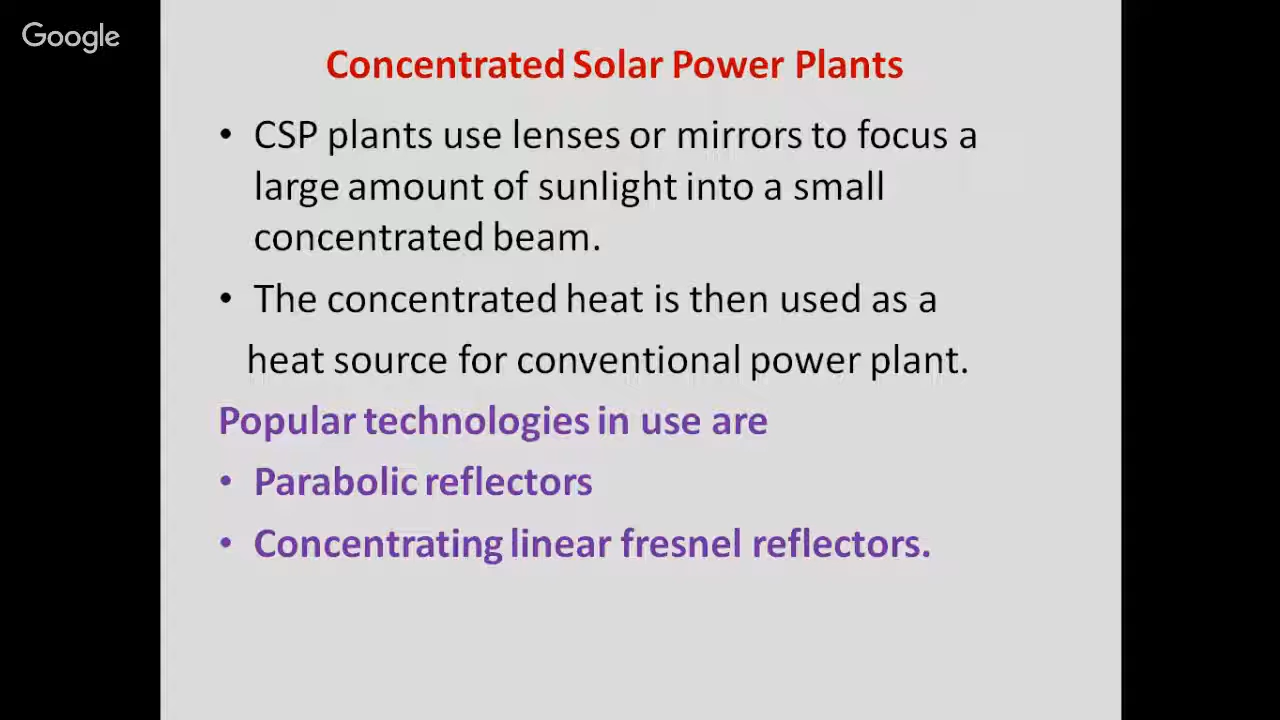 Google
Concentrated Solar Power Plants
• CSP plants use lenses or mirrors to focus a
large amount of sunlight into a small
concentrated beam.
• The concentrated heat is then used as a
heat source for conventional power plant.
Popular technologies in use are
• Parabolic reflectors
• Concentrating linear fresnel reflectors.